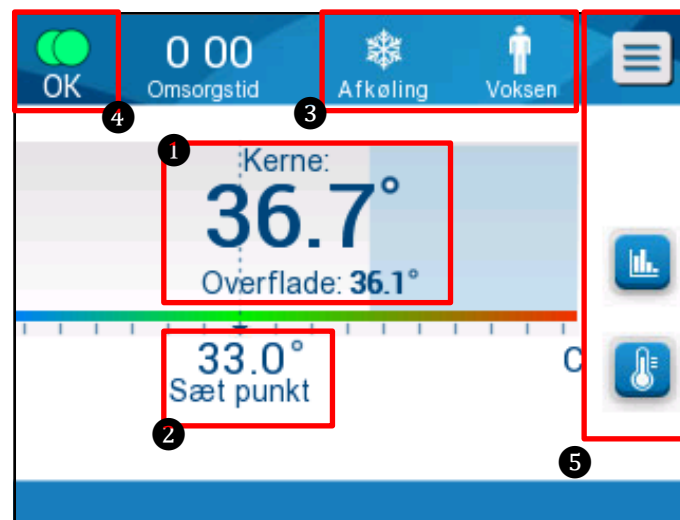 OK
0 00
Omsorgstid
Afkøling
Voksen
4
3
1
Kerne:
36.7°
Overflade: 36.1°
33.0°
Sæt punkt
C
2
5